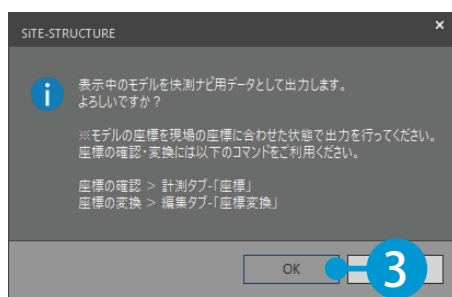 SiTE-STRUCTURE
×
表示中のモデルを快測ナビ用データとして出力します。
よろしいですか？
※モデルの座標を現場の座標に合わせた状態で出力を行ってください。
座標の確認・変換には以下のコマンドをご利用ください。
座標の確認 > 計測タブ-「座標」
座標の変換 > 編集タブ-「座標変換」
OK
3